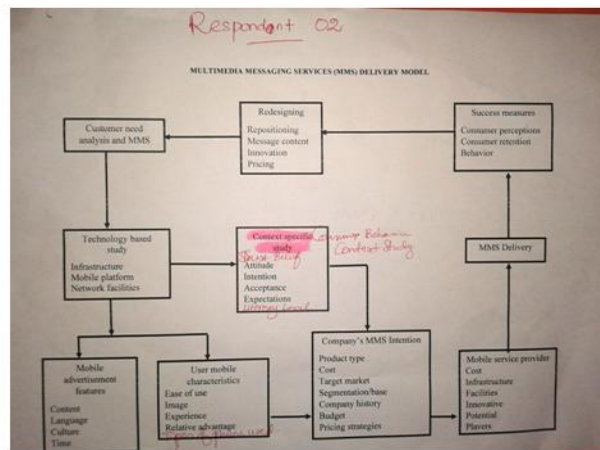 Respondant 02
MULTIMEDIA MESSAGING SERVICES (MMS) DELIVERY MODEL
Redesigning
Repositioning
Message content
Innovation
Pricing
Success measures
Consumer perceptions
Consumer retention
Behavior
Customer need
analysis and MMS
Technology based
study
Infrastructure
Mobile platform
Network facilities
Context specific
study
Consumer Behavior
Context Study
Attitude
Intention
Acceptance
Expectations
Literacy Level
MMS Delivery
Mobile
advertisement
features
Content
Language
Culture
Time
User mobile
characteristics
Ease of use
Image
Experience
Relative advantage
Company's MMS Intention
Product type
Cost
Target market
Segmentation/base
Company history
Budget
Pricing strategies
Mobile service provider
Cost
Infrastructure
Facilities
Innovative
Potential
Players